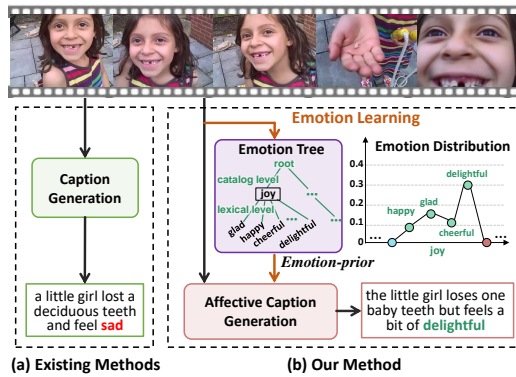 Emotion Learning
Caption
Generation
a little girl lost a
deciduous teeth
and feel sad
(a) Existing Methods
Emotion Tree
root
catalog level
joy
...
...
lexical level
glad
happy
cheerful
...
delightful
Emotion-prior
Emotion Distribution
0.4
0.3
0.2
0.1
0
delightful
glad
happy
cheerful
...
...
joy
Affective Caption
Generation
the little girl loses one
baby teeth but feels a
bit of delightful
(b) Our Method